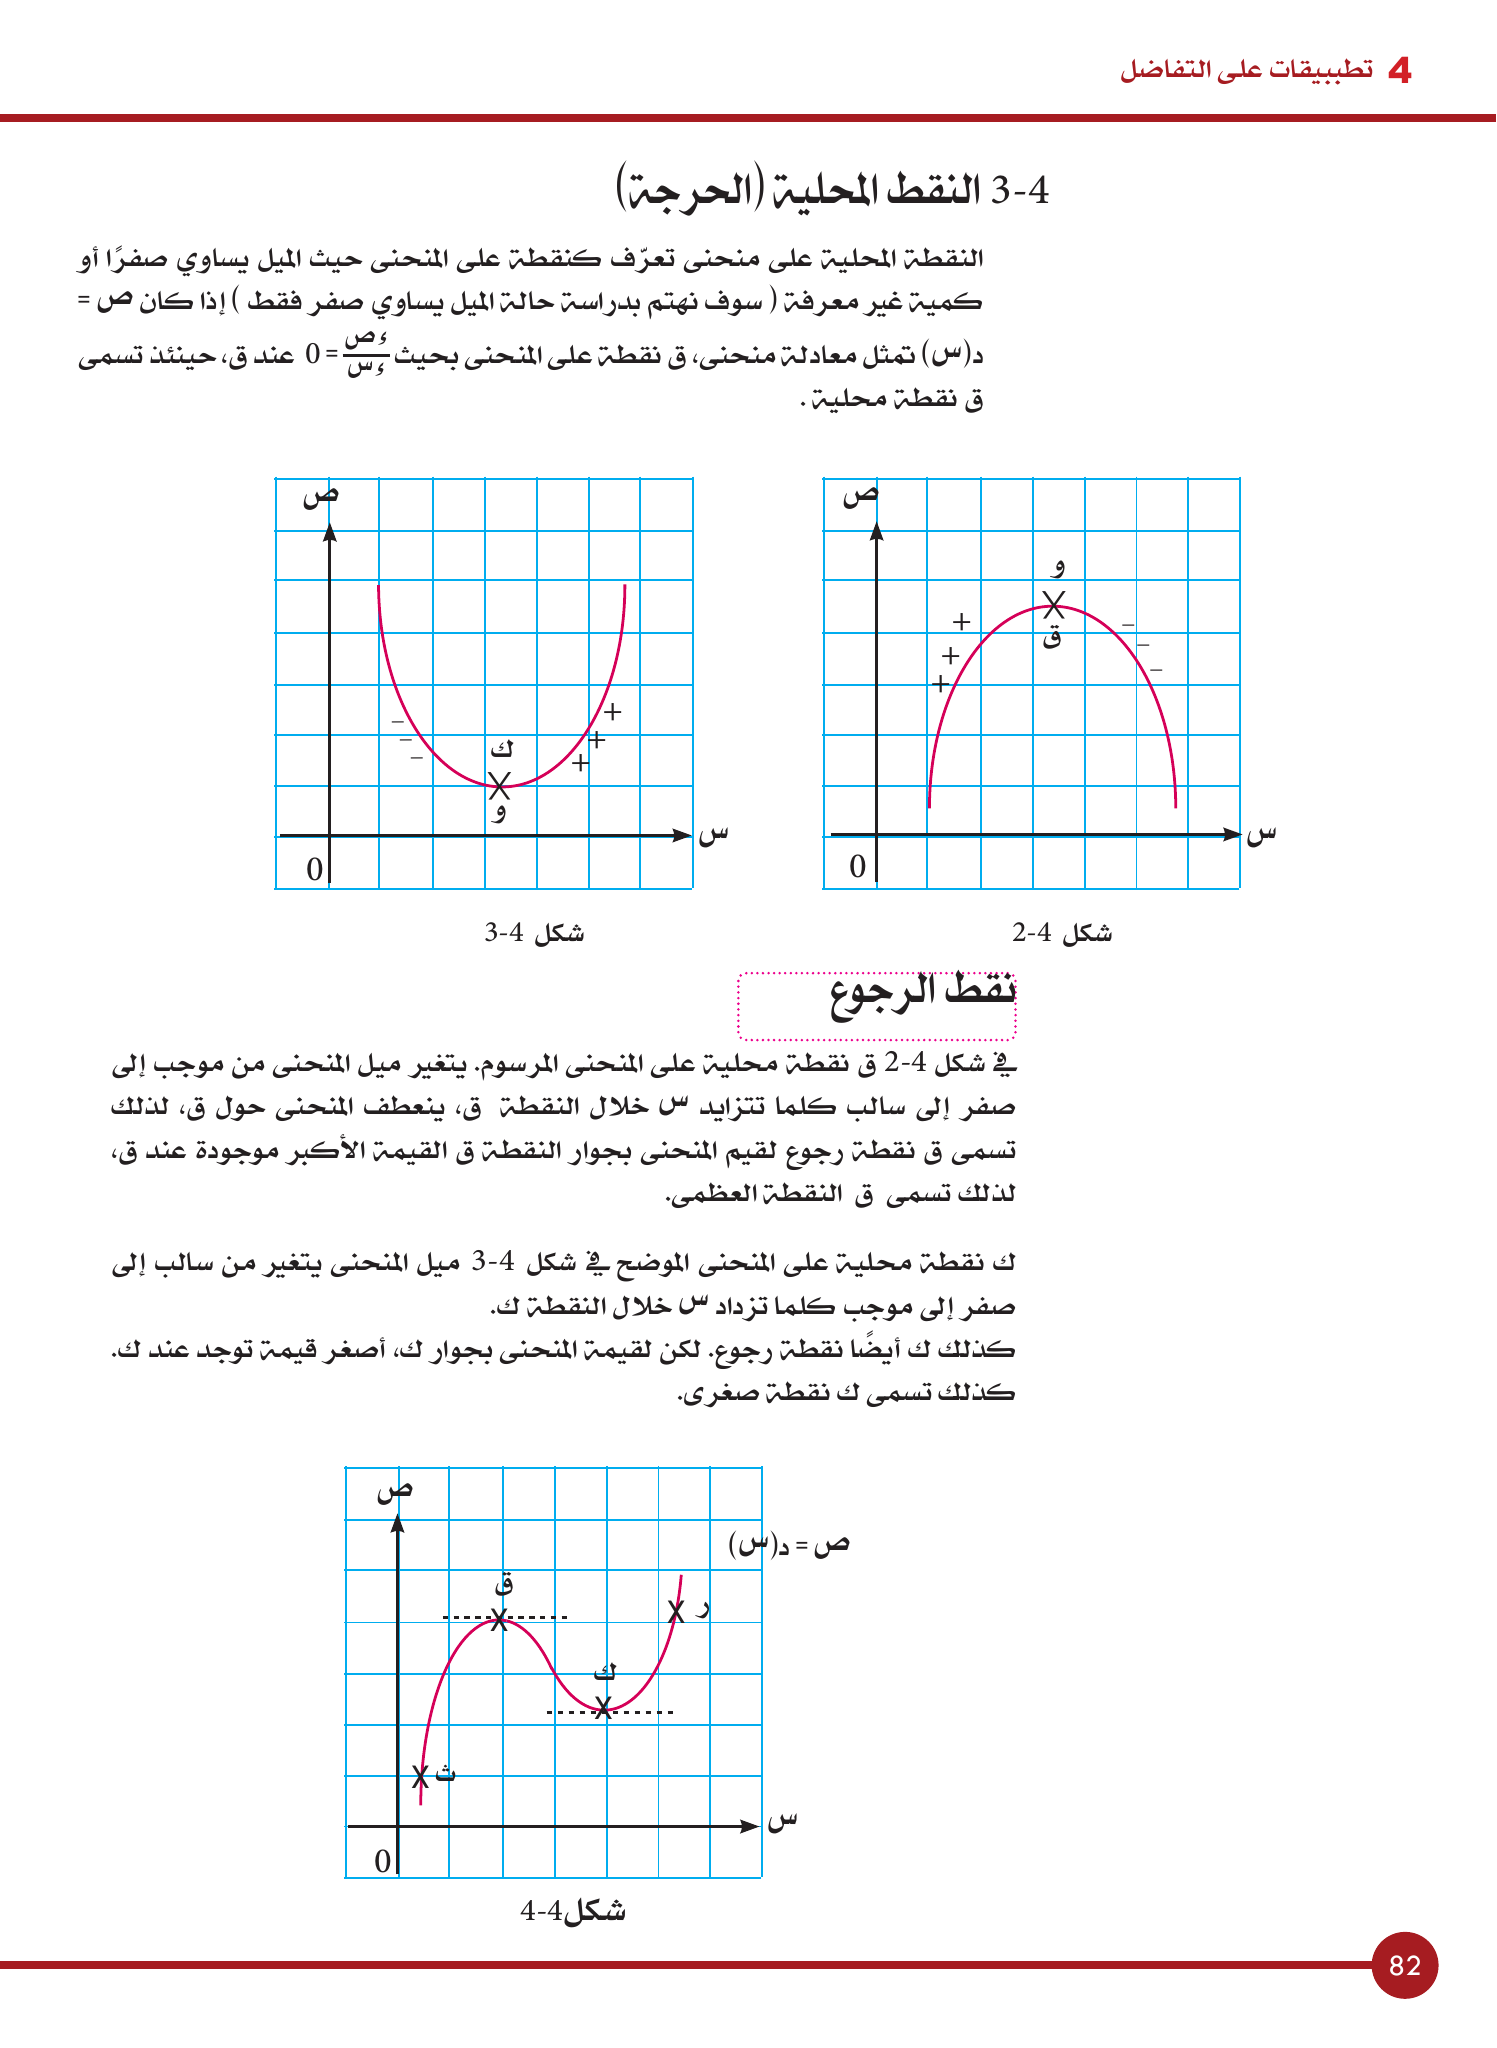 4 تطبيقات على التفاضل
3-4 النقط المحلية (الحرجة)
النقطة المحلية على منحنى تعرّف كنقطة على المنحنى حيث الميل يساوي صفرًا أو
كمية غير معرفة ( سوف نهتم بدراسة حالة الميل يساوي صفر فقط ) إذا كان ص =
د(س) تمثل معادلة منحنى، ق نقطة على المنحنى بحيث ءص/ءس = 0 عند ق، حينئذ تسمى
ق نقطة محلية .
ص
و
ق
+
+
+
–
–
–
س
0
شكل 4-2
ص
ك
و
–
–
–
+
+
+
س
0
شكل 4-3
نقط الرجوع
في شكل 4-2 ق نقطة محلية على المنحنى المرسوم. يتغير ميل المنحنى من موجب إلى
صفر إلى سالب كلما تتزايد س خلال النقطة ق، ينعطف المنحنى حول ق، لذلك
تسمى ق نقطة رجوع لقيم المنحنى بجوار النقطة ق القيمة الأكبر موجودة عند ق،
لذلك تسمى ق النقطة العظمى.
ك نقطة محلية على المنحنى الموضح في شكل 4-3 ميل المنحنى يتغير من سالب إلى
صفر إلى موجب كلما تزداد س خلال النقطة ك.
كذلك ك أيضًا نقطة رجوع. لكن لقيمة المنحنى بجوار ك، أصغر قيمة توجد عند ك.
كذلك تسمى ك نقطة صغرى.
ص
ص = د(س)
ق
ر
ك
ث
س
0
شكل4-4
82